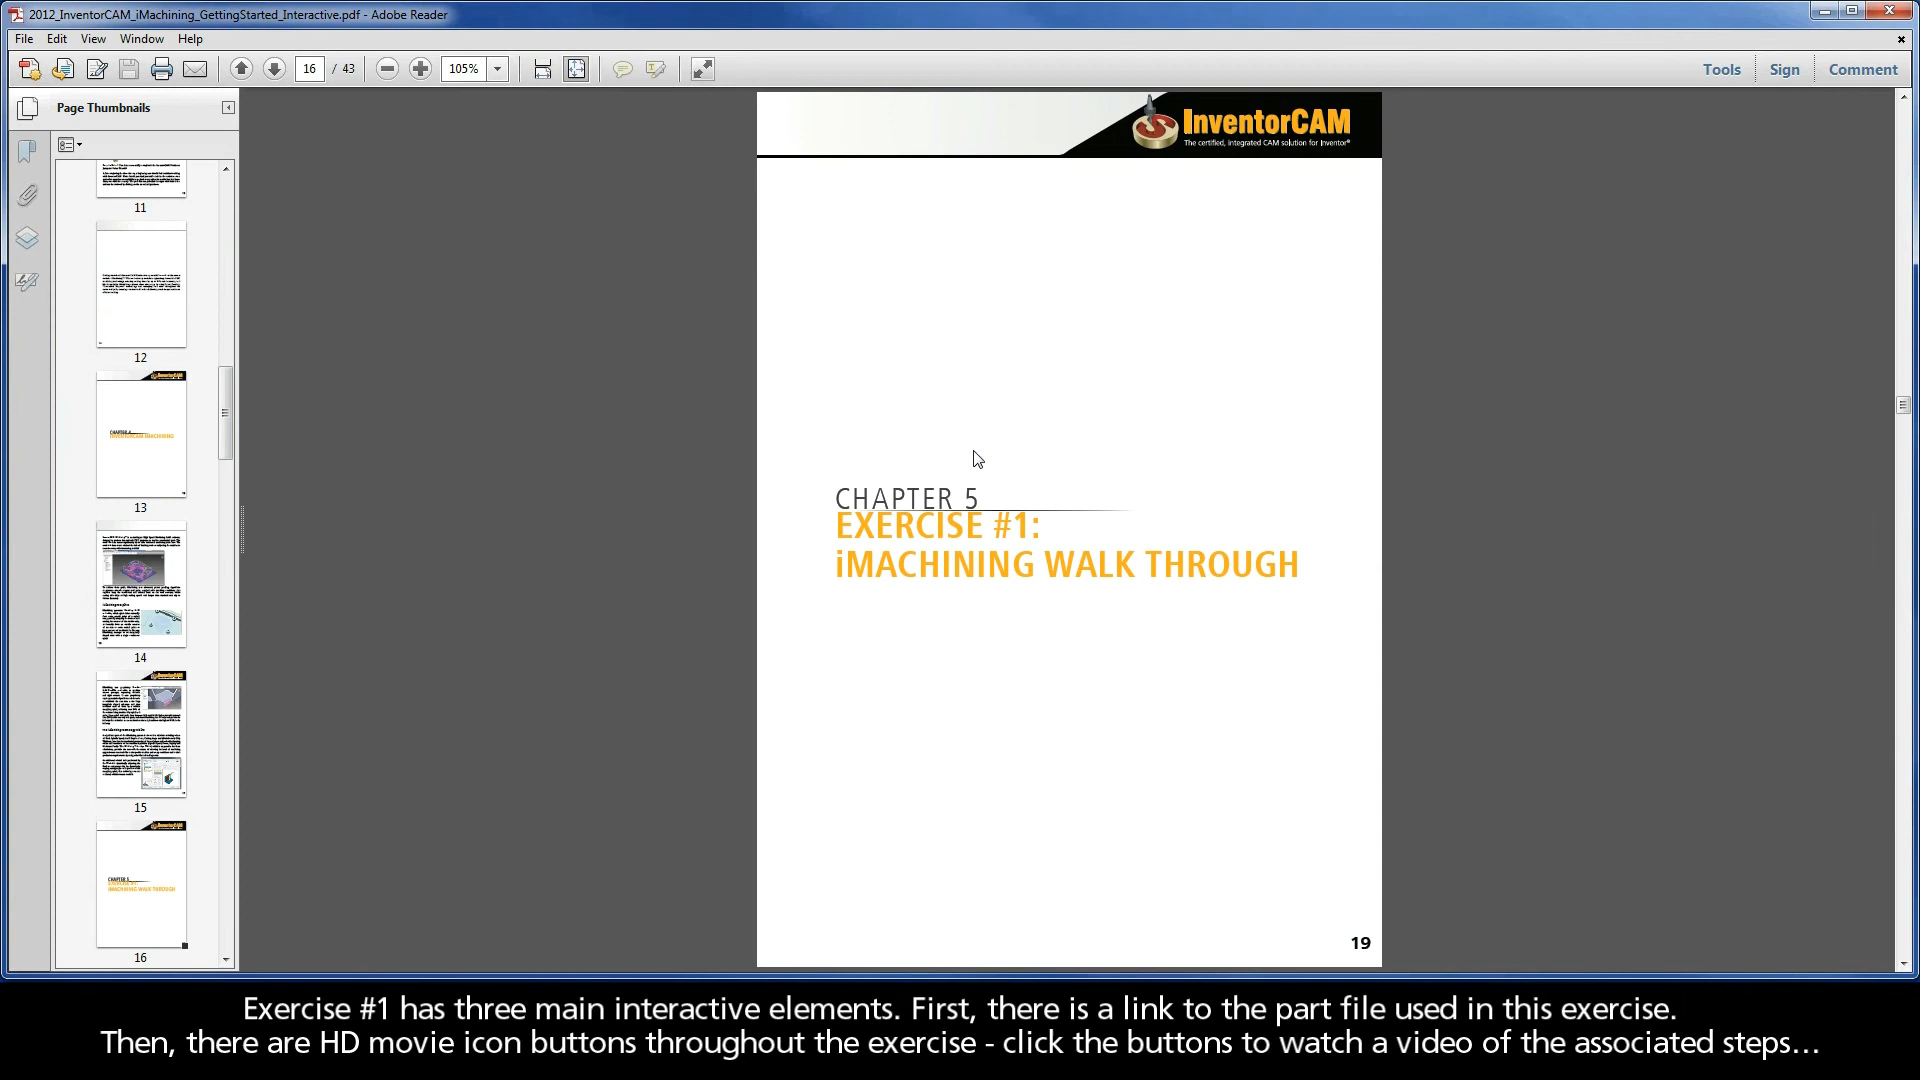 2012_InventorCAM_iMachining_GettingStarted_Interactive.pdf - Adobe Reader
File Edit View Window Help
16 / 43 105% Tools Sign Comment
Page Thumbnails
11
12
13
14
15
16
InventorCAM
The certified, integrated CAM solution for Inventor®
CHAPTER 5
EXERCISE #1:
iMACHINING WALK THROUGH
19
Exercise #1 has three main interactive elements. First, there is a link to the part file used in this exercise.
Then, there are HD movie icon buttons throughout the exercise - click the buttons to watch a video of the associated steps...